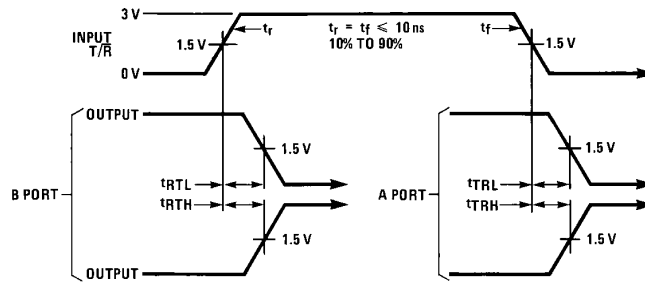 3 V
INPUT
T/R̅
1.5 V
0 V
tr
tr = tf ≤ 10 ns
10% TO 90%
tf
1.5 V
OUTPUT
1.5 V
B PORT
tRTL
tRTH
1.5 V
OUTPUT
1.5 V
A PORT
tTRL
tTRH
1.5 V